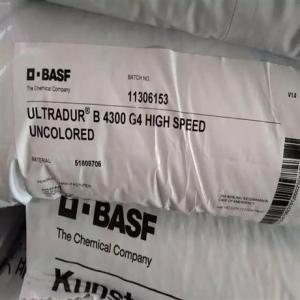 BASF
The Chemical Company
BATCH NO.
11306153
V1.0
ULTRADUR® B 4300 G4 HIGH SPEED
UNCOLORED
MATERIAL
51808706
BASF
The Chemical Company
Kunst